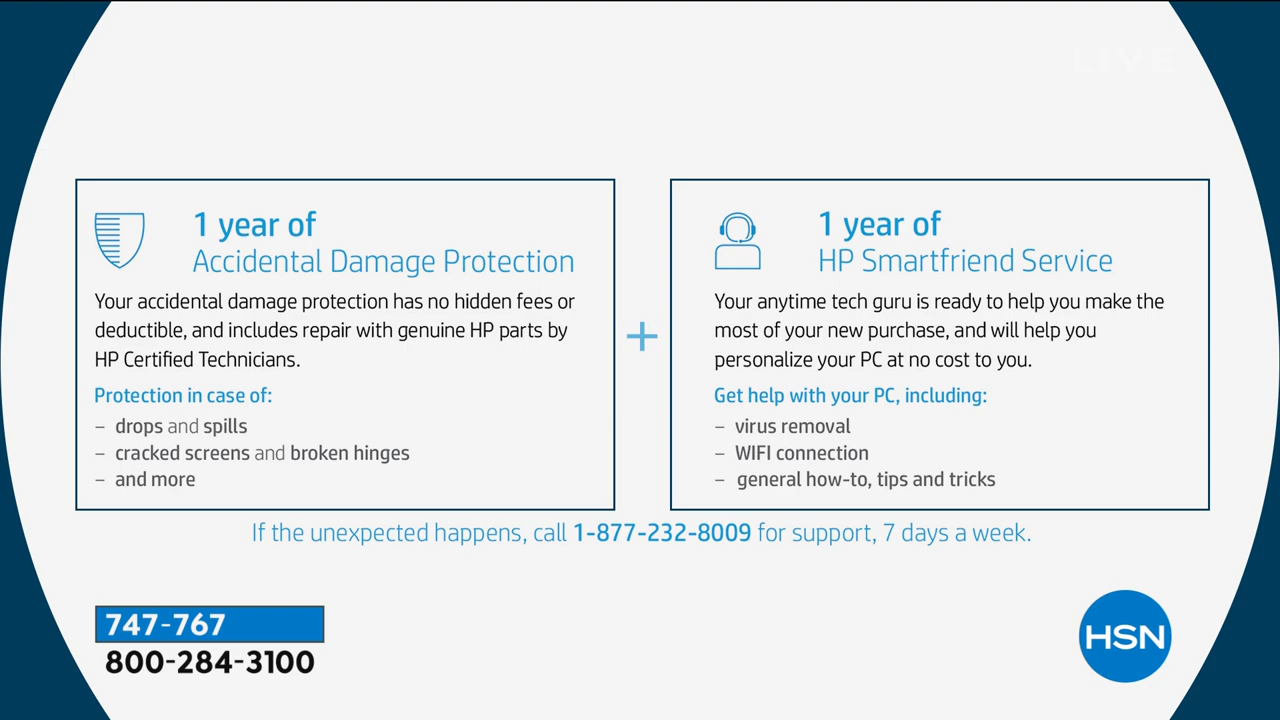 LIVE
1 year of
Accidental Damage Protection
Your accidental damage protection has no hidden fees or
deductible, and includes repair with genuine HP parts by
HP Certified Technicians.
Protection in case of:
– drops and spills
– cracked screens and broken hinges
– and more
+
1 year of
HP Smartfriend Service
Your anytime tech guru is ready to help you make the
most of your new purchase, and will help you
personalize your PC at no cost to you.
Get help with your PC, including:
– virus removal
– WIFI connection
– general how-to, tips and tricks
If the unexpected happens, call 1-877-232-8009 for support, 7 days a week.
747-767
800-284-3100
HSN